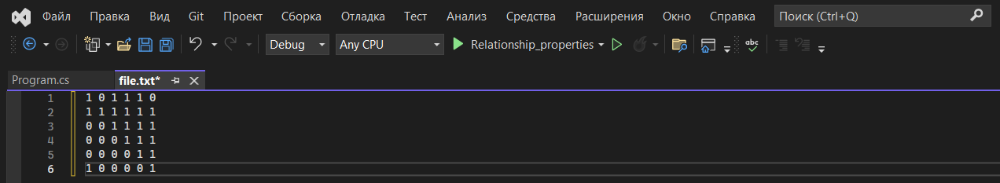 Файл Правка Вид Git Проект Сборка Отладка Тест Анализ Средства Расширения Окно Справка Поиск (Ctrl+Q)
Debug Any CPU Relationship_properties abc
Program.cs file.txt*
1 1 0 1 1 1 0
2 1 1 1 1 1 1
3 0 0 1 1 1 1
4 0 0 0 1 1 1
5 0 0 0 0 1 1
6 1 0 0 0 0 1